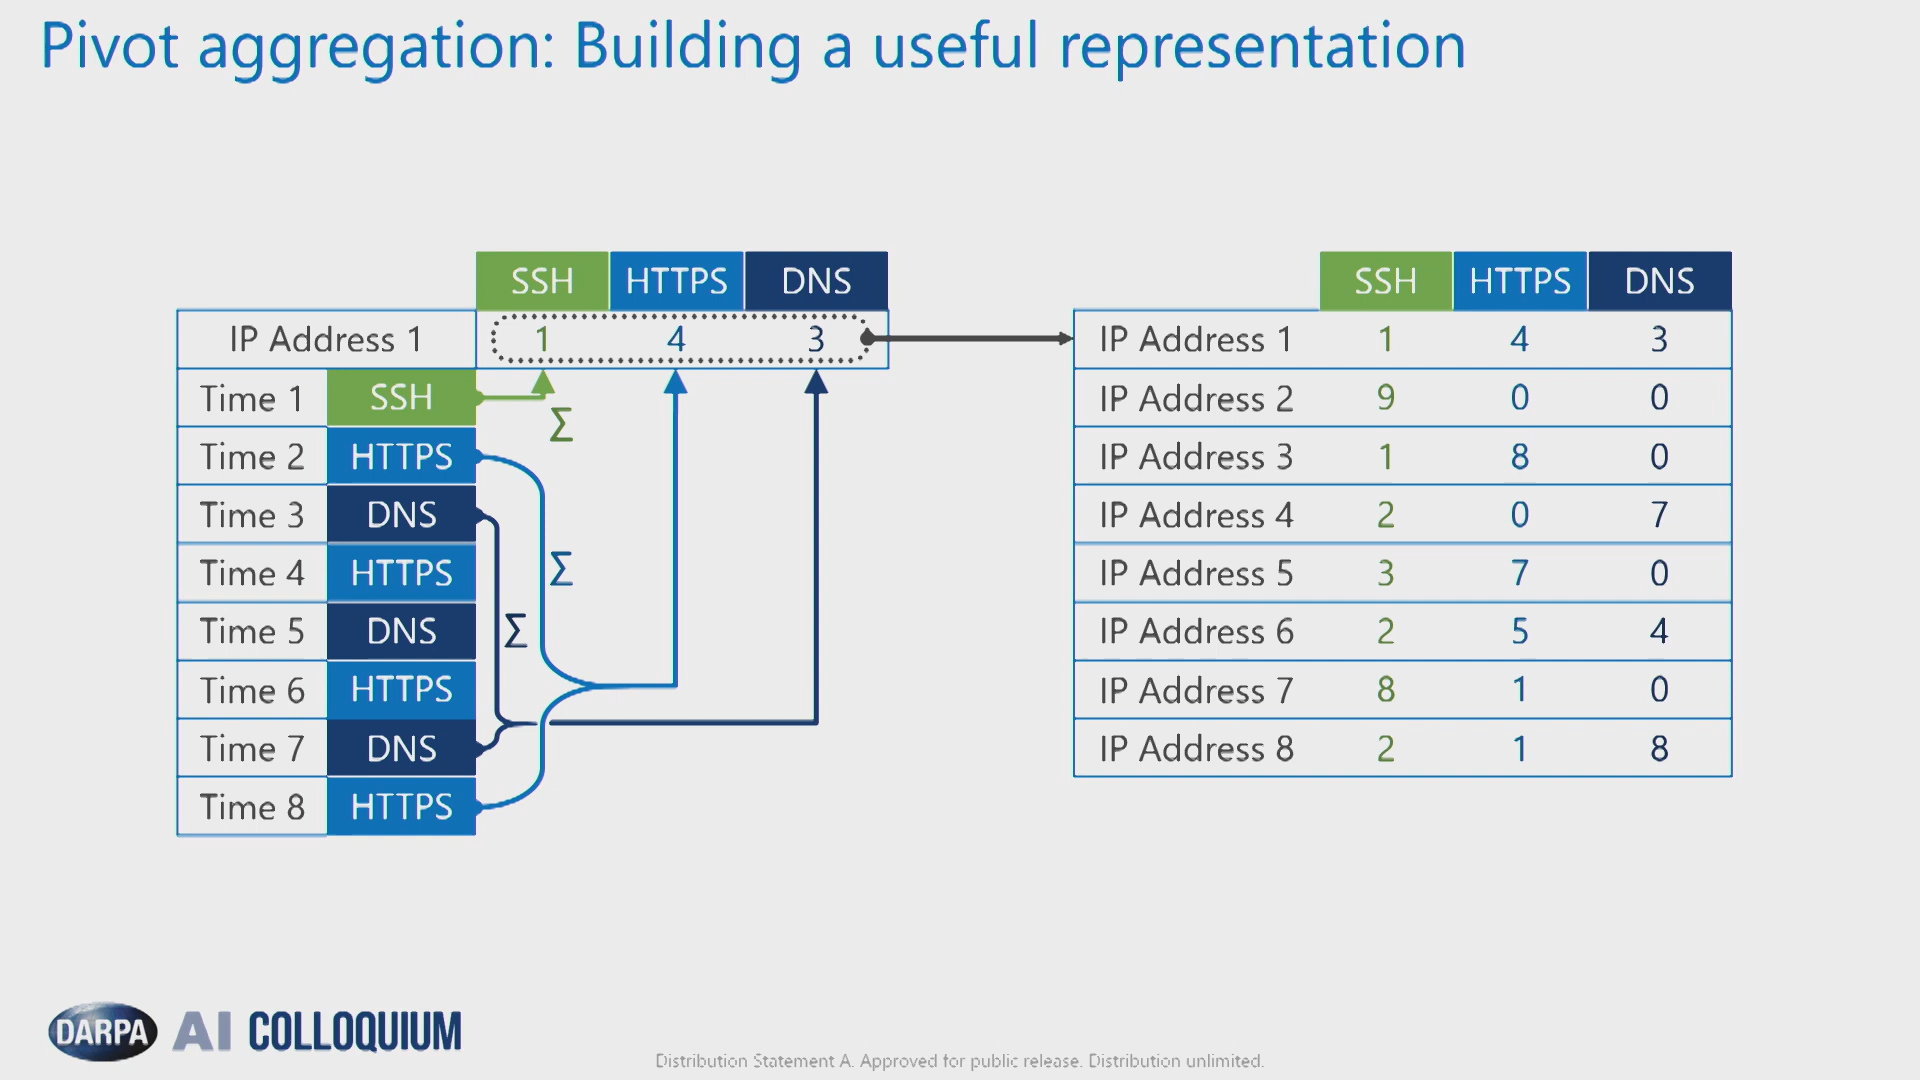 Pivot aggregation: Building a useful representation
SSH HTTPS DNS
IP Address 1 1 4 3
Time 1 SSH
Σ
Time 2 HTTPS
Time 3 DNS
Time 4 HTTPS
Σ
Time 5 DNS
Σ
Time 6 HTTPS
Time 7 DNS
Time 8 HTTPS
SSH HTTPS DNS
IP Address 1 1 4 3
IP Address 2 9 0 0
IP Address 3 1 8 0
IP Address 4 2 0 7
IP Address 5 3 7 0
IP Address 6 2 5 4
IP Address 7 8 1 0
IP Address 8 2 1 8
DARPA AI COLLOQUIUM
Distribution Statement A. Approved for public release. Distribution unlimited.